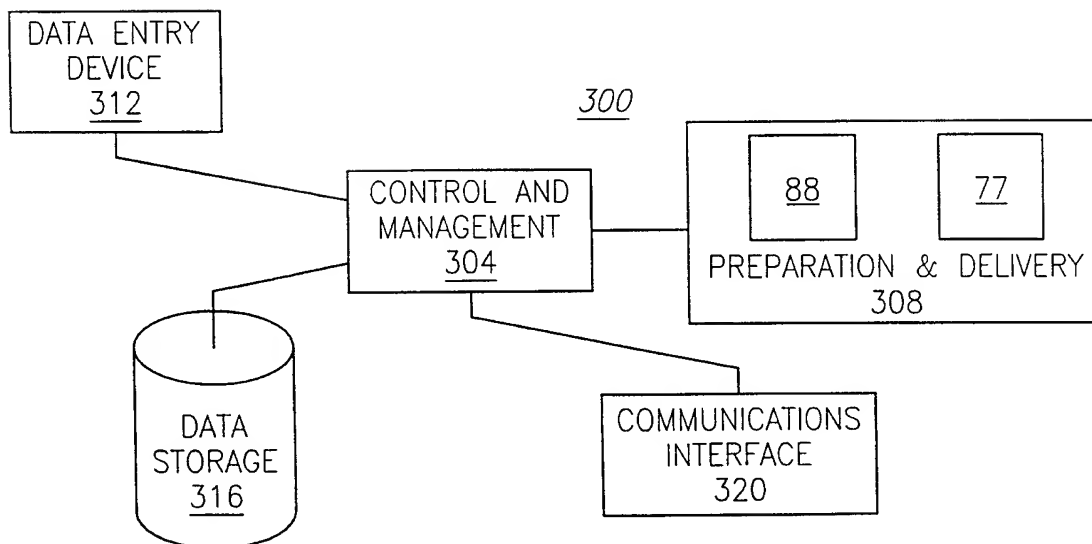 DATA ENTRY
DEVICE
312
300
88
77
PREPARATION & DELIVERY
308
CONTROL AND
MANAGEMENT
304
DATA
STORAGE
316
COMMUNICATIONS
INTERFACE
320